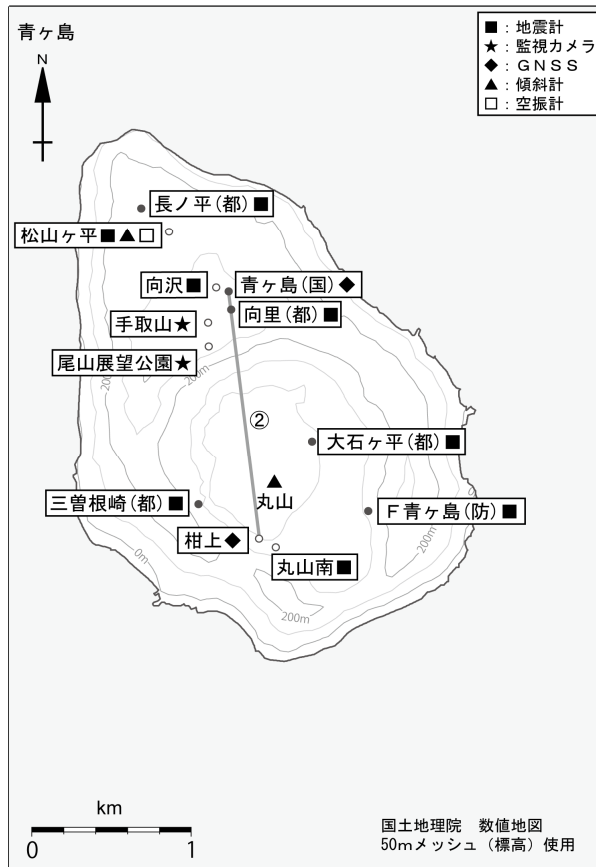 青ヶ島
N
■：地震計
★：監視カメラ
◆：ＧＮＳＳ
▲：傾斜計
□：空振計
長ノ平(都)■
松山ヶ平■▲□
向沢■
青ヶ島(国)◆
向里(都)■
手取山★
尾山展望公園★
200m
200m
②
大石ヶ平(都)■
丸山
三曽根崎(都)■
Ｆ青ヶ島(防)■
柑上◆
丸山南■
0m
200m
200m
km
0 1
国土地理院　数値地図
50mメッシュ（標高）使用